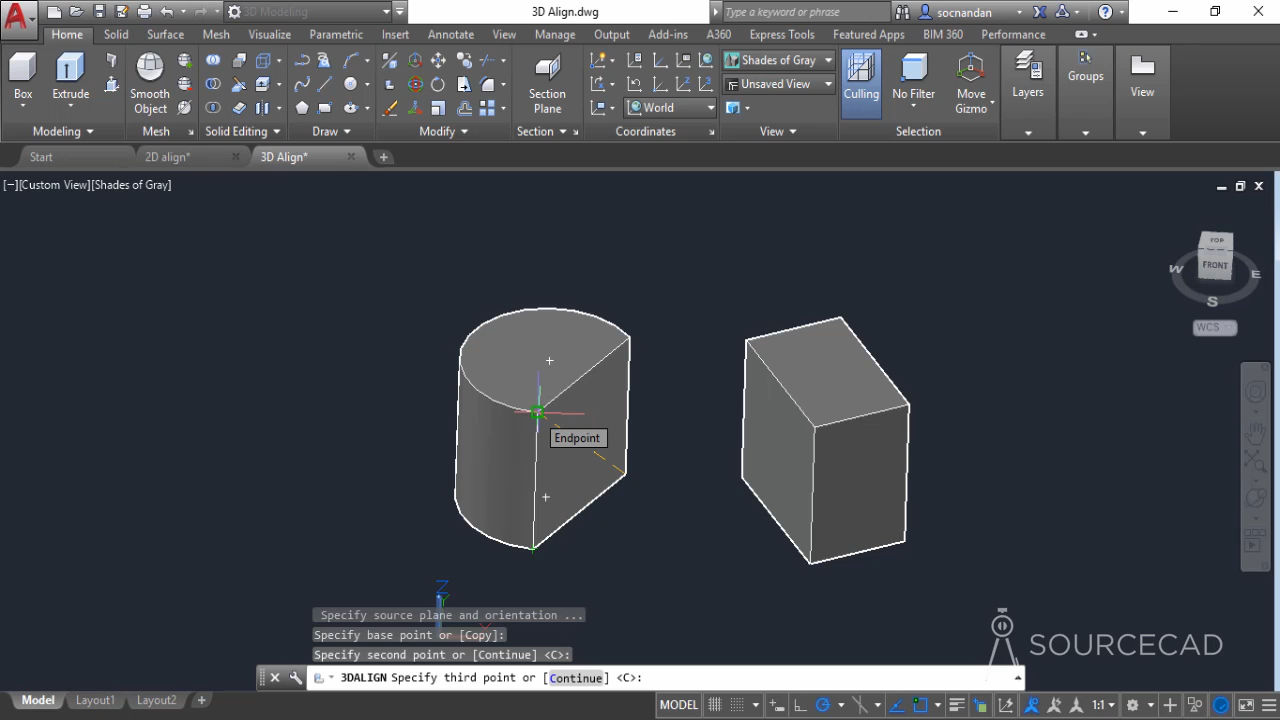 3D Modeling
3D Align.dwg
Type a keyword or phrase
socnandan
Home Solid Surface Mesh Visualize Parametric Insert Annotate View Manage Output Add-ins A360 Express Tools Featured Apps BIM 360 Performance
Box
Extrude
Smooth
Object
Section
Plane
Shades of Gray
Unsaved View
World
Culling
No Filter
Move
Gizmo
Layers
Groups
View
Modeling Mesh Solid Editing Draw Modify Section Coordinates View Selection
Start 2D align* 3D Align* +
[−][Custom View][Shades of Gray]
TOP
FRONT
W E
S
WCS
Endpoint
Z
Y
Specify source plane and orientation ...
Specify base point or [Copy]:
Specify second point or [Continue] <C>:
3DALIGN Specify third point or [Continue] <C>:
SOURCECAD
Model Layout1 Layout2 +
MODEL
1:1